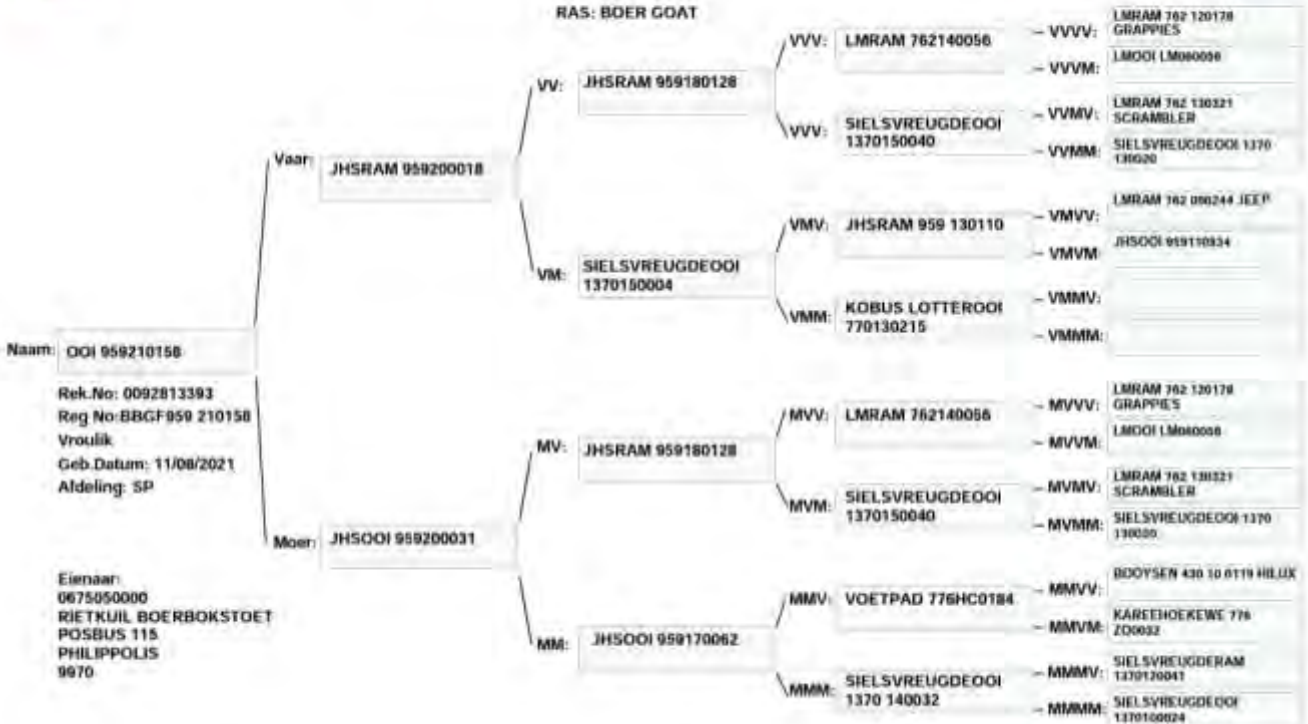 RAS: BOER GOAT
Naam: OOI 959210158
Rek.No: 0092813393
Reg No:BBGF959 210158
Vroulik
Geb.Datum: 11/08/2021
Afdeling: SP
Eienaar:
0675050000
RIETKUIL BOERBOKSTOET
POSBUS 115
PHILIPPOLIS
9970
Vaar: JHSRAM 959200018
Moer: JHSOOI 959200031
VV: JHSRAM 959180128
VM: SIELSVREUGDEOOI
1370150004
MV: JHSRAM 959180128
MM: JHSOOI 959170062
VVV: LMRAM 762140056
VVV: SIELSVREUGDEOOI
1370150040
VMV: JHSRAM 959 130110
VMM: KOBUS LOTTEROOI
770130215
MVV: LMRAM 762140056
MVM: SIELSVREUGDEOOI
1370150040
MMV: VOETPAD 776HC0184
MMM: SIELSVREUGDEOOI
1370 140032
– VVVV: LMRAM 762 120178
GRAPPIES
– VVVM: LMOOI LM060056
– VVMV: LMRAM 762 130321
SCRAMBLER
– VVMM: SIELSVREUGDEOOI 1370
130020
– VMVV: LMRAM 762 JEEP
– VMVM: JHSOOI 959110934
– VMMV:
– VMMM:
– MVVV: LMRAM 762 120178
GRAPPIES
– MVVM: LMOOI LM060056
– MVMV: LMRAM 762 130321
SCRAMBLER
– MVMM: SIELSVREUGDEOOI 1370
130020
– MMVV: BOOYSEN 430 10 0119 HILUX
– MMVM: KAREEHOEKEWE 776
ZO0032
– MMMV: SIELSVREUGDERAM
1370120041
– MMMM: SIELSVREUGDEOOI
1370100024